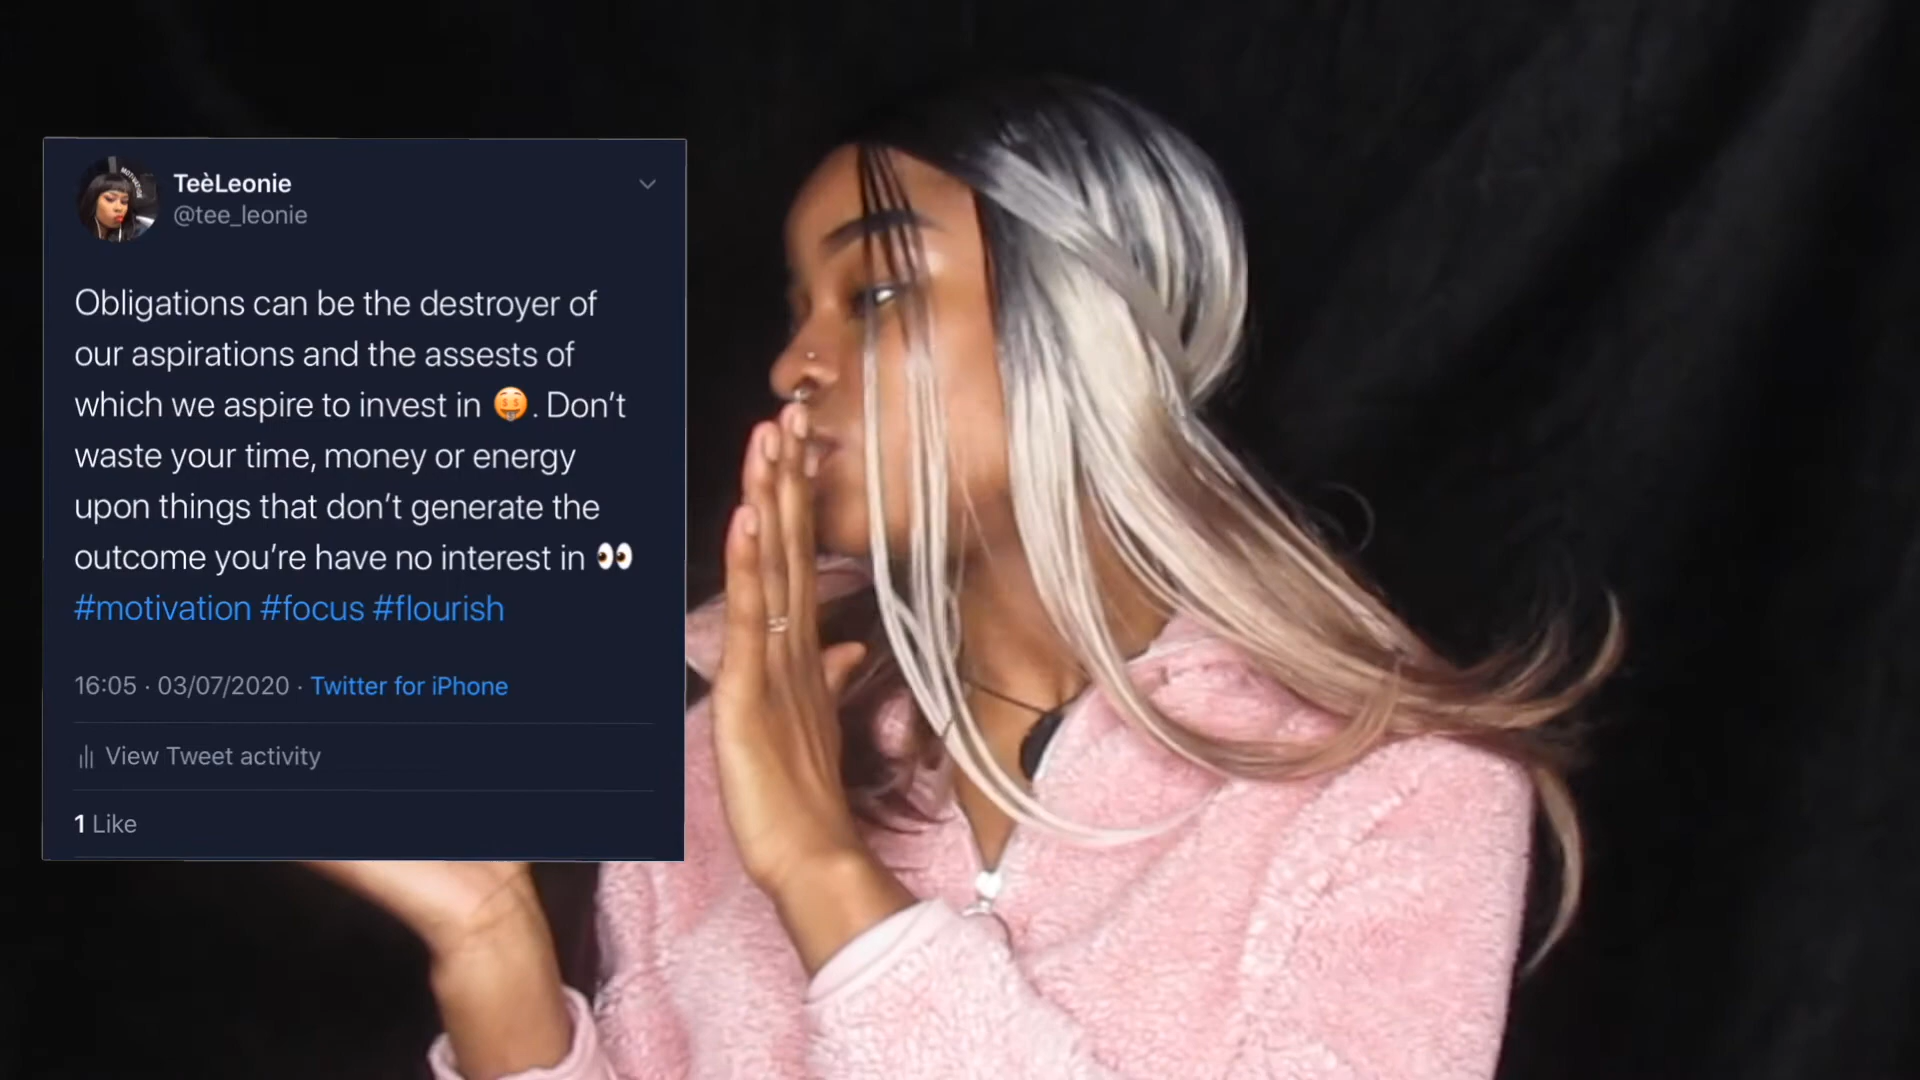 TeèLeonie
@tee_leonie
Obligations can be the destroyer of
our aspirations and the assests of
which we aspire to invest in 🤑. Don't
waste your time, money or energy
upon things that don't generate the
outcome you're have no interest in 👀
#motivation #focus #flourish
16:05 · 03/07/2020 · Twitter for iPhone
View Tweet activity
1 Like